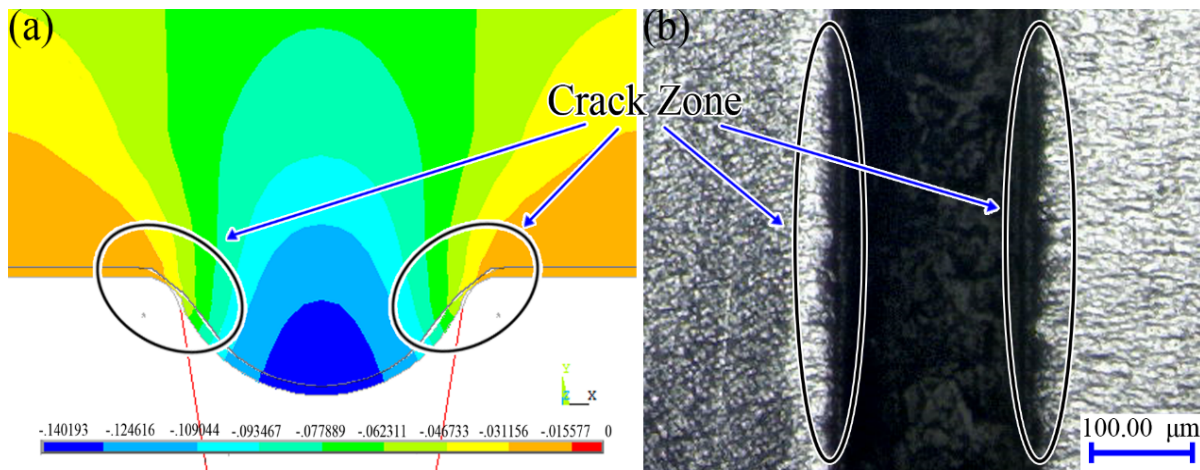 (a)
(b)
Crack Zone
Y
Z
X
-.140193 -.124616 -.109044 -.093467 -.077889 -.062311 -.046733 -.031156 -.015577 0
100.00 μm